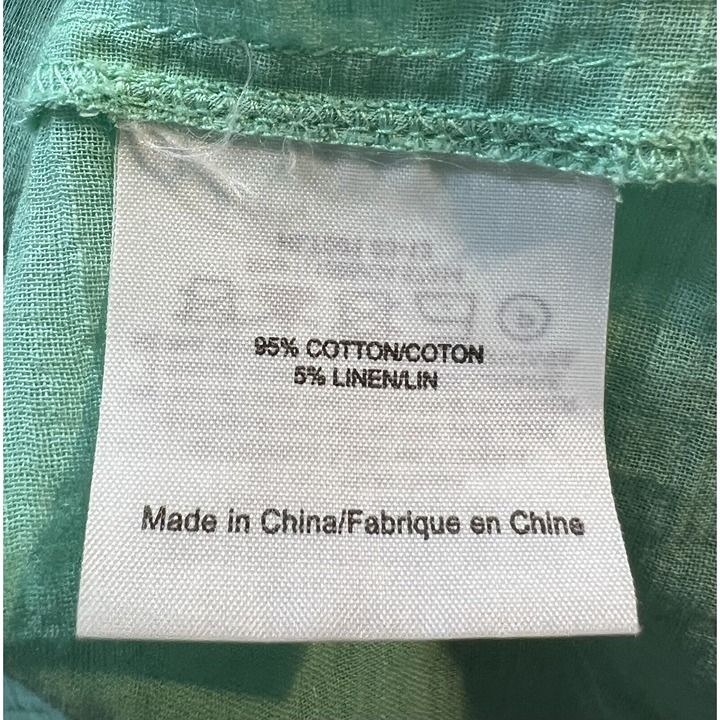 95% COTTON/COTON
5% LINEN/LIN
Made in China/Fabrique en Chine